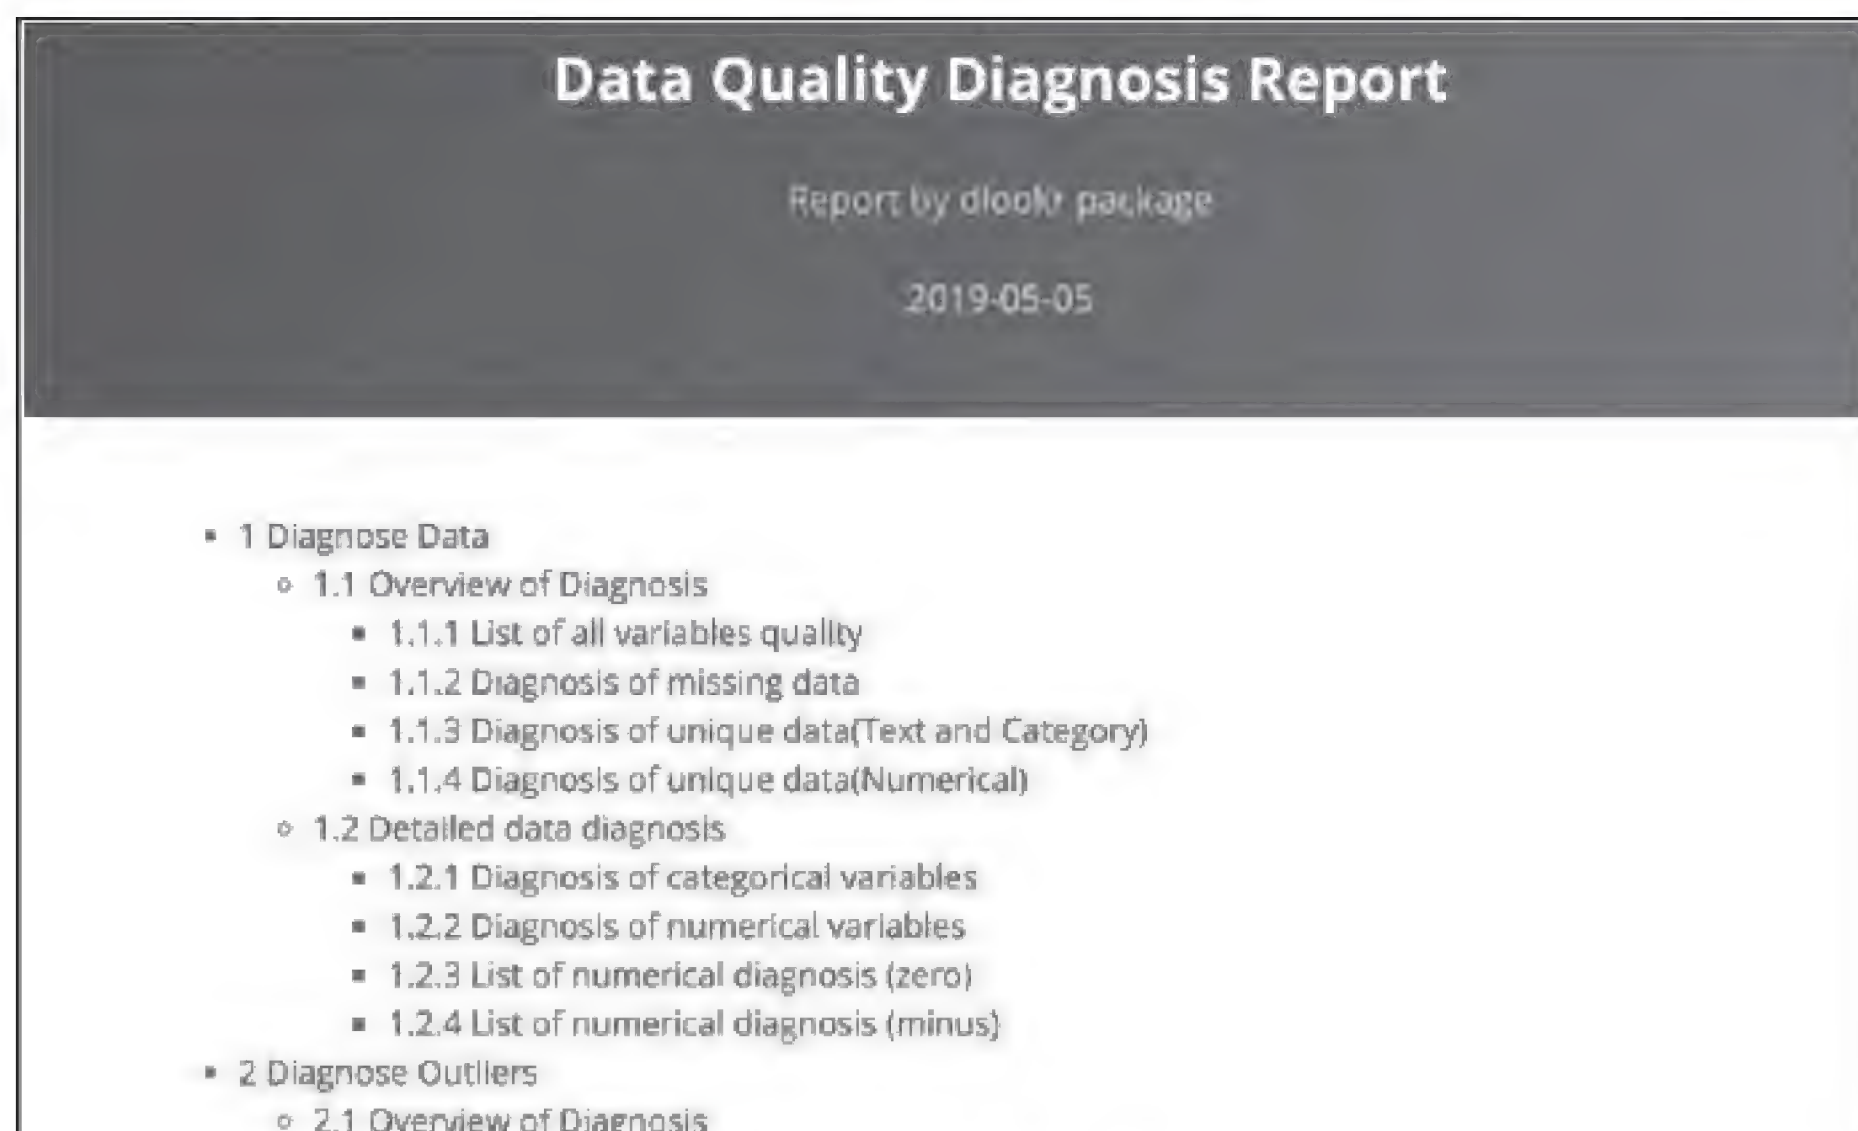 Data Quality Diagnosis Report
Report by dlookr package
2019-05-05
1 Diagnose Data
1.1 Overview of Diagnosis
1.1.1 List of all variables quality
1.1.2 Diagnosis of missing data
1.1.3 Diagnosis of unique data(Text and Category)
1.1.4 Diagnosis of unique data(Numerical)
1.2 Detailed data diagnosis
1.2.1 Diagnosis of categorical variables
1.2.2 Diagnosis of numerical variables
1.2.3 List of numerical diagnosis (zero)
1.2.4 List of numerical diagnosis (minus)
2 Diagnose Outliers
2.1 Overview of Diagnosis